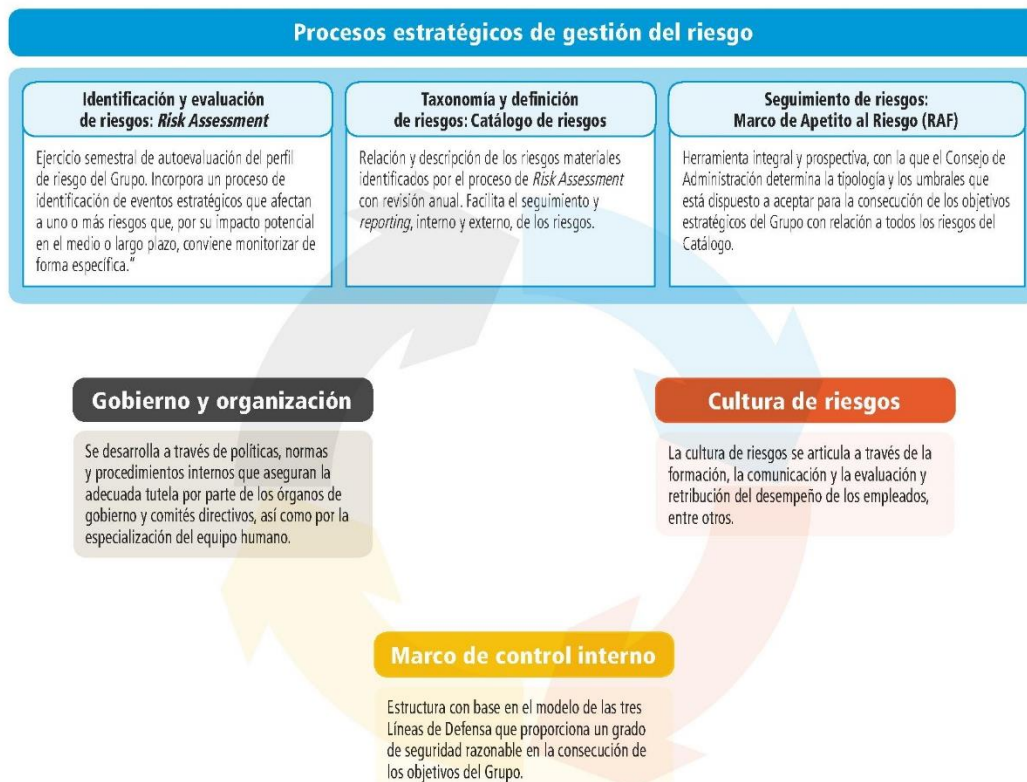 Procesos estratégicos de gestión del riesgo
Identificación y evaluación
de riesgos: Risk Assessment
Ejercicio semestral de autoevaluación del perfil
de riesgo del Grupo. Incorpora un proceso de
identificación de eventos estratégicos que afectan
a uno o más riesgos que, por su impacto potencial
en el medio o largo plazo, conviene monitorizar de
forma específica.”
Taxonomía y definición
de riesgos: Catálogo de riesgos
Relación y descripción de los riesgos materiales
identificados por el proceso de Risk Assessment
con revisión anual. Facilita el seguimiento y
reporting, interno y externo, de los riesgos.
Seguimiento de riesgos:
Marco de Apetito al Riesgo (RAF)
Herramienta integral y prospectiva, con la que el Consejo de
Administración determina la tipología y los umbrales que
está dispuesto a aceptar para la consecución de los objetivos
estratégicos del Grupo con relación a todos los riesgos del
Catálogo.
Gobierno y organización
Se desarrolla a través de políticas, normas
y procedimientos internos que aseguran la
adecuada tutela por parte de los órganos de
gobierno y comités directivos, así como por la
especialización del equipo humano.
Cultura de riesgos
La cultura de riesgos se articula a través de la
formación, la comunicación y la evaluación y
retribución del desempeño de los empleados,
entre otros.
Marco de control interno
Estructura con base en el modelo de las tres
Líneas de Defensa que proporciona un grado
de seguridad razonable en la consecución de
los objetivos del Grupo.